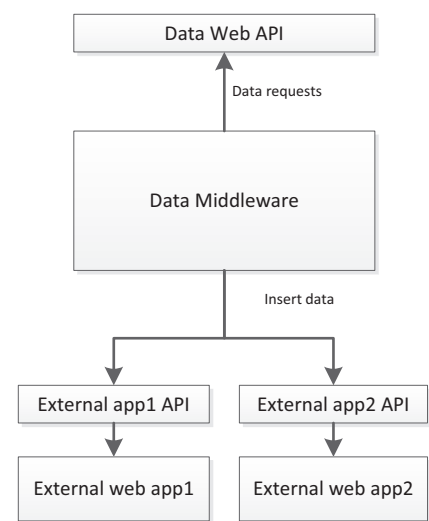 Data Web API
Data requests
Data Middleware
Insert data
External app1 API
External app2 API
External web app1
External web app2